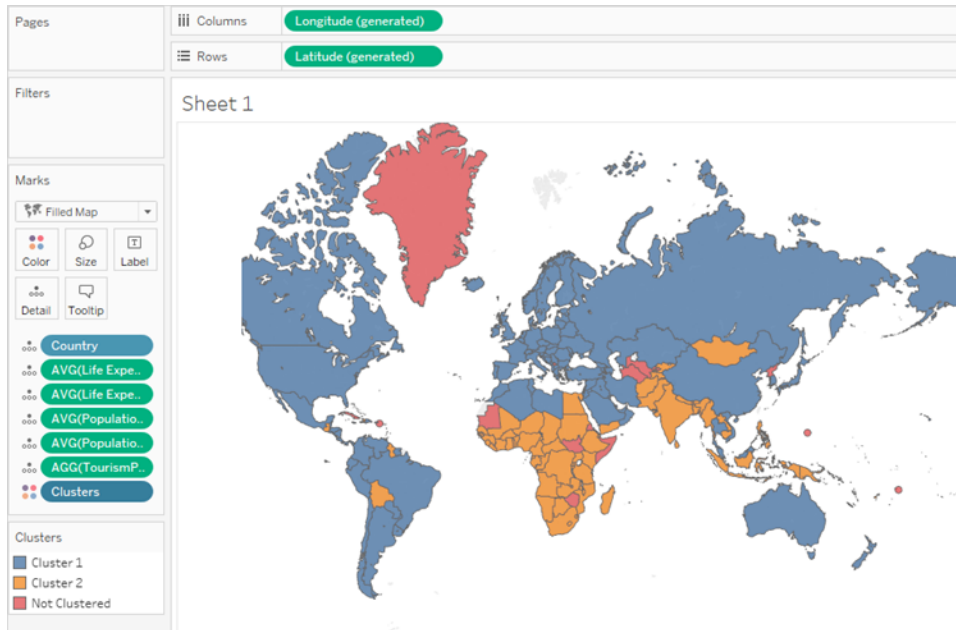 Pages
Columns
Longitude (generated)
Rows
Latitude (generated)
Filters
Sheet 1
Marks
Filled Map
Color
Size
T
Label
Detail
Tooltip
Country
AVG(Life Expe..
AVG(Life Expe..
AVG(Populatio..
AVG(Populatio..
AGG(TourismP..
Clusters
Clusters
Cluster 1
Cluster 2
Not Clustered